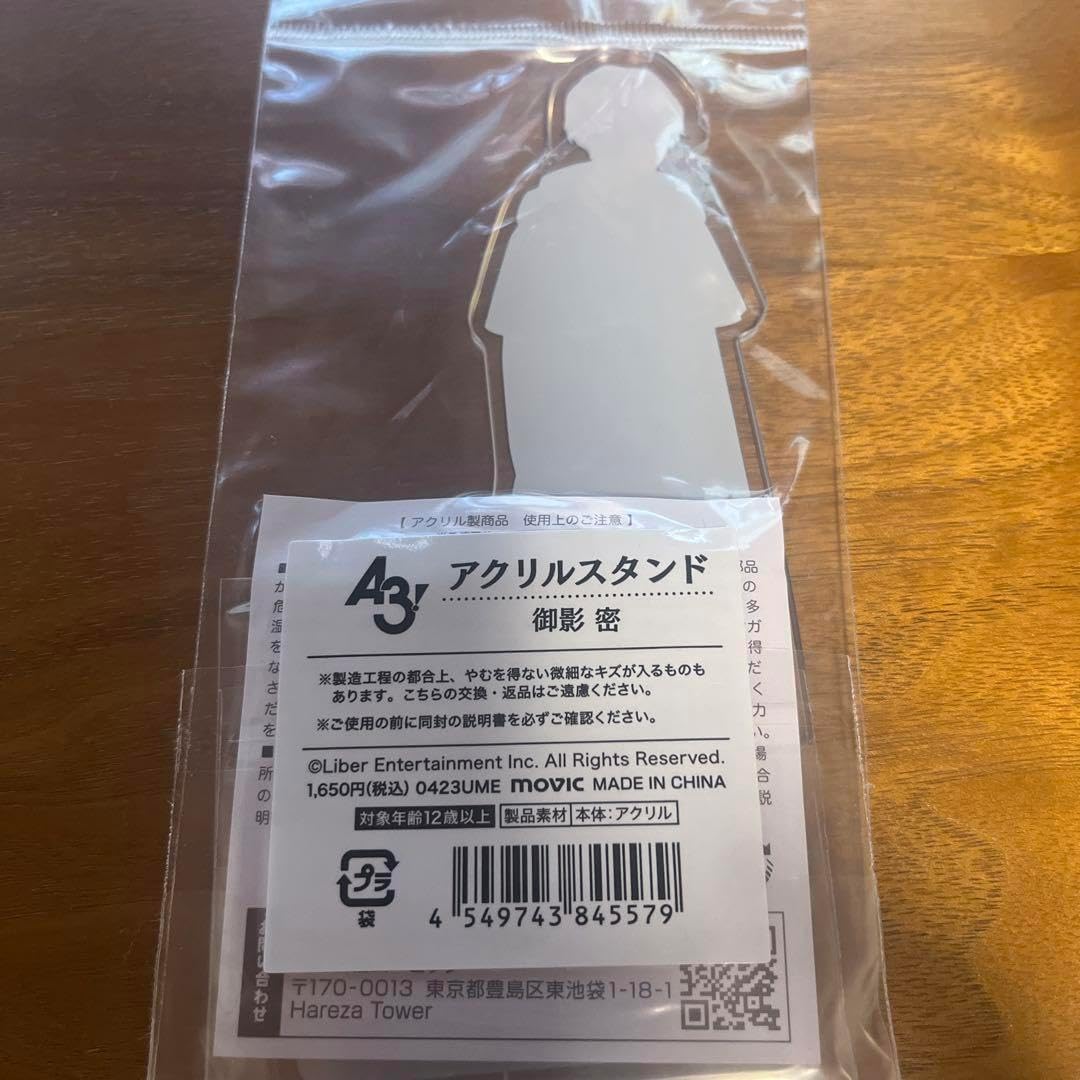 【 アクリル製商品　使用上のご注意 】
A3!
アクリルスタンド
御影 密
※製造工程の都合上、やむを得ない微細なキズが入るものも
あります。こちらの交換・返品はご遠慮ください。
※ご使用の前に同封の説明書を必ずご確認ください。
©Liber Entertainment Inc. All Rights Reserved.
1,650円(税込) 0423UME movic MADE IN CHINA
対象年齢12歳以上 製品素材 本体：アクリル
プラ
袋
4 549743 845579
お問い合わせ
〒170-0013 東京都豊島区東池袋1-18-1
Hareza Tower